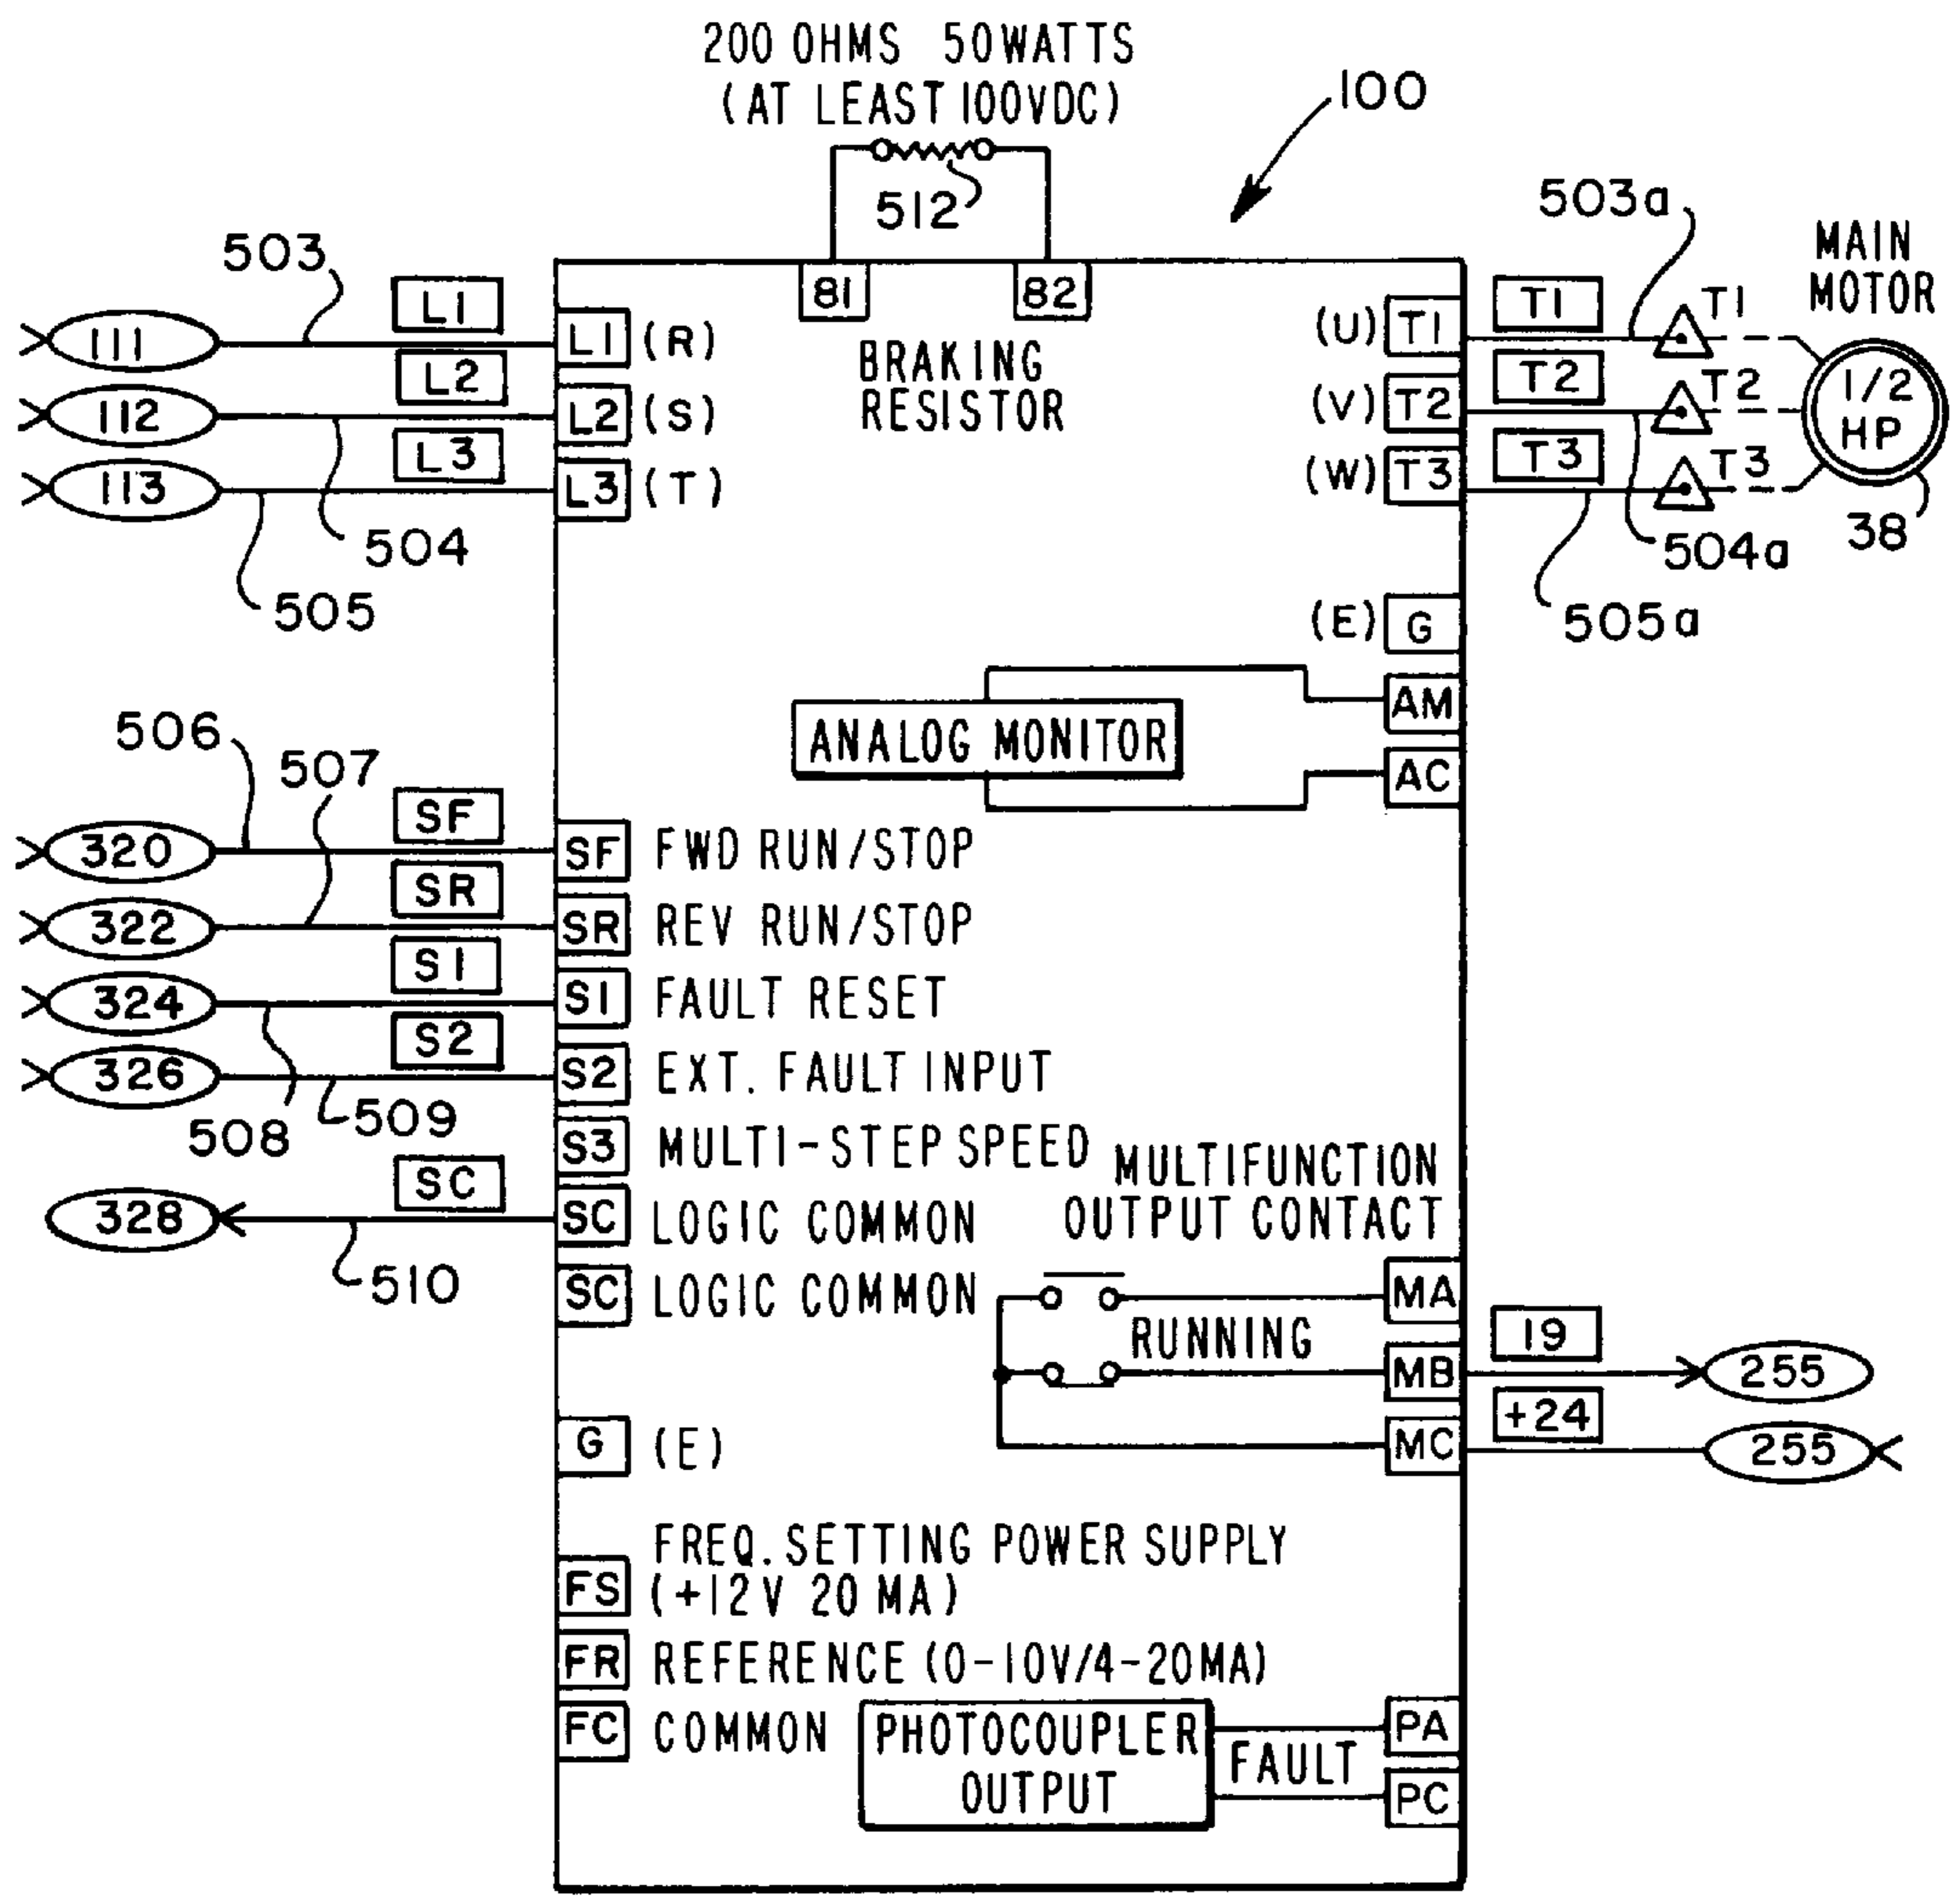 200 OHMS 50WATTS
(AT LEAST 100VDC)
100
512
503a
MAIN
MOTOR
503
L1
81
82
T1
T1
111
L1
(R)
BRAKING
RESISTOR
(U)
T1
L2
T2
T2
1/2
HP
112
L2
(S)
(V)
T2
L3
T3
T3
113
L3
(T)
(W)
T3
504
504a
38
505
505a
(E)
G
AM
506
507
ANALOG MONITOR
AC
SF
320
SF
FWD RUN/STOP
SR
322
SR
REV RUN/STOP
S1
324
S1
FAULT RESET
S2
326
S2
EXT. FAULT INPUT
508
509
S3
MULTI-STEP SPEED
MULTIFUNCTION
OUTPUT CONTACT
SC
328
SC
LOGIC COMMON
510
SC
LOGIC COMMON
MA
RUNNING
19
MB
255
+24
G
(E)
MC
255
FREQ. SETTING POWER SUPPLY
FS
(+12V 20 MA)
FR
REFERENCE (0-10V/4-20MA)
FC
COMMON
PHOTOCOUPLER
OUTPUT
FAULT
PA
PC